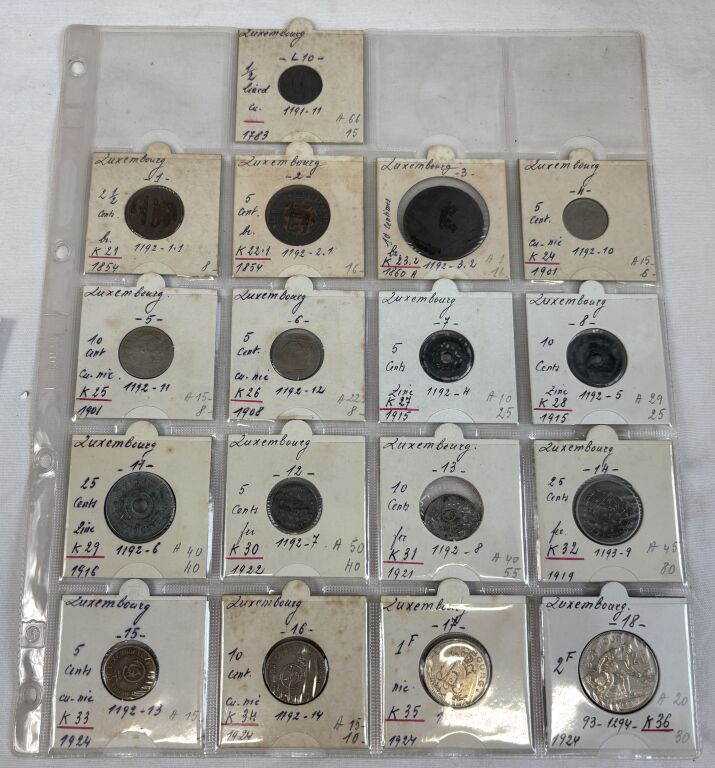 Luxembourg
- L 10 -
1/2
Liard
cu.
1191-11
A 66
1783
15
Luxembourg
- 1 -
2 1/2
Cents
br.
K 21
1192-1.1
1854
8
Luxembourg
- 2 -
5
Cent.
br.
K 22.1
1192-2.1
1854
16-
Luxembourg
- 3 -
10 centimes
br.
K 23.2
1192-3.2
1860 A
16
Luxembourg
- 4 -
5
Cent.
cu-nic
K 24
1192-10
A 15-
1901
6-
Luxembourg.
- 5 -
10
Cent
cu-nic.
K 25
1192-11
A 15-
1901
8-
Luxembourg
- 6 -
5
Cent.
cu-nic
K 26
1192-12
A 22-
1908
8-
Luxembourg
- 7 -
5
Cent
Zinc
K 27
1192-4
A 10
1915
25
Luxembourg
- 8 -
10
Cent
Zinc
K 28
1192-5
A 29
1915
25
Luxembourg
- 11 -
25
Cents
Zinc
K 29
1192-6
A 40
1916
40
Luxembourg
- 12 -
5
Cents
fer
K 30
1192-7
A 50
1922
40
Luxembourg
- 13 -
10
Cents
fer
K 31
1192-8
A 40
1921
55
Luxembourg
- 14 -
25
Cents
fer.
K 32
1193-9
A 45
1919
80
Luxembourg
- 15 -
5
Cents
cu-nic
K 33
1192-13
A 15-
1924
Luxembourg
- 16 -
10
Cents
cu-nic
K 34
1192-14
A 15-
1924
10-
Luxembourg
- 17 -
1 F
nic.
K 35
1924
Luxembourg.
- 18 -
2 F
A 20
93-1294-K36
1924
30